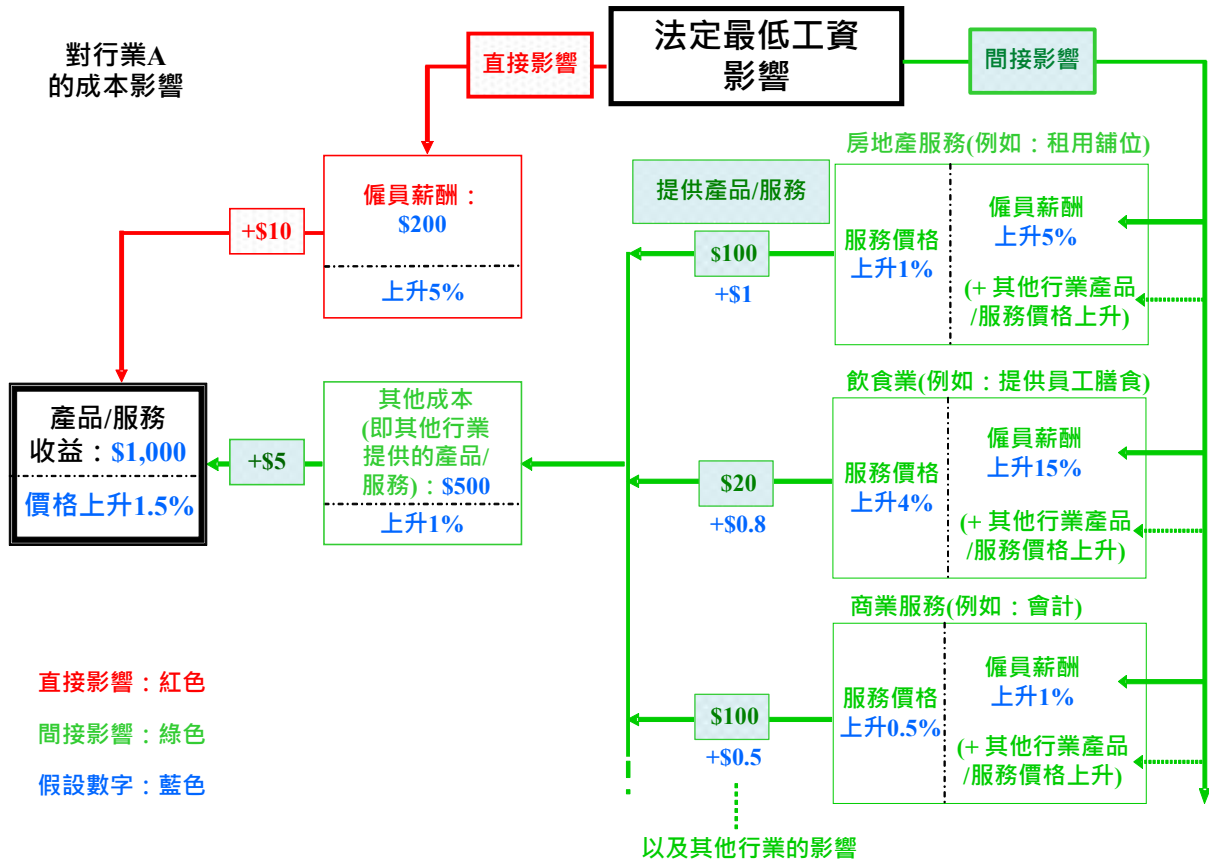 對行業A
的成本影響
直接影響
法定最低工資
影響
間接影響
僱員薪酬：
$200
上升5%
+$10
提供產品/服務
房地產服務(例如：租用舖位)
服務價格
上升1%
僱員薪酬
上升5%
(+ 其他行業產品
/服務價格上升)
$100
+$1
產品/服務
收益：$1,000
價格上升1.5%
+$5
其他成本
(即其他行業
提供的產品/
服務)：$500
上升1%
飲食業(例如：提供員工膳食)
服務價格
上升4%
僱員薪酬
上升15%
(+ 其他行業產品
/服務價格上升)
$20
+$0.8
商業服務(例如：會計)
服務價格
上升0.5%
僱員薪酬
上升1%
(+ 其他行業產品
/服務價格上升)
$100
+$0.5
以及其他行業的影響
直接影響：紅色
間接影響：綠色
假設數字：藍色